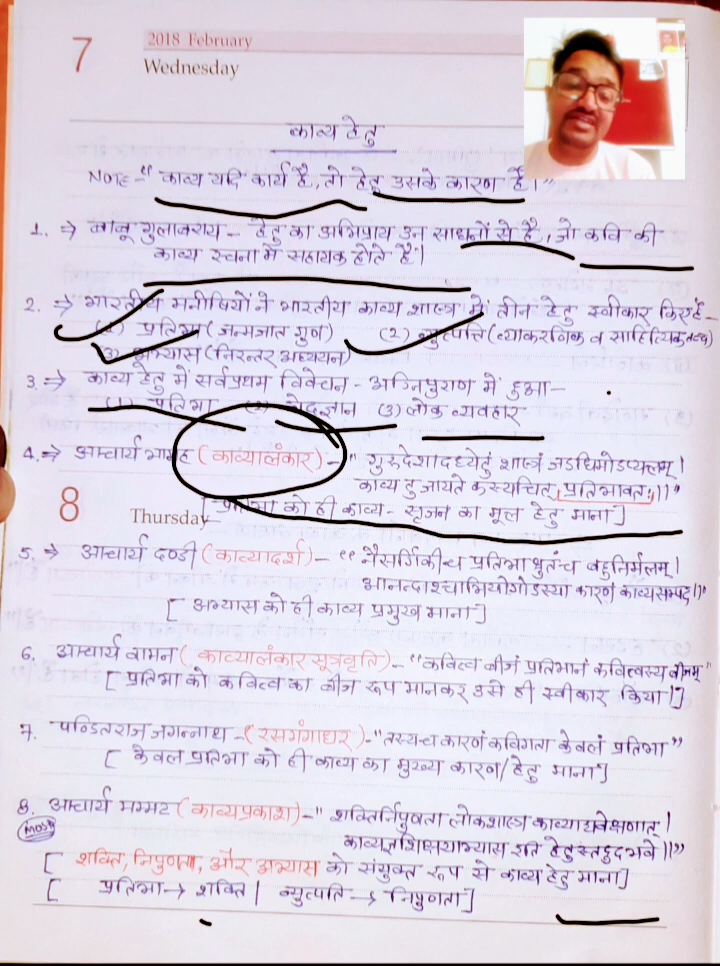 7
2018 February
Wednesday
काव्य हेतु
NOTE- "काव्य यदि कार्य है, तो हेतु उसके कारण हैं।"
1. ⇒ बाबू गुलाबराय - हेतु का अभिप्राय उन साधनों से है, जो कवि की
काव्य रचना में सहायक होते हैं।
2. ⇒ भारतीय मनीषियों ने भारतीय काव्य शास्त्र में तीन हेतु स्वीकार किए हैं-
(1) प्रतिभा (जन्मजात गुण) (2) व्युत्पत्ति (व्याकरणिक व साहित्यिक
(3) अभ्यास (निरन्तर अध्ययन)
3. ⇒ काव्य हेतु में सर्वप्रथम विवेचन - अग्निपुराण में हुआ-
(1) प्रतिभा (2) वेदज्ञान (3) लोक व्यवहार
4. ⇒ आचार्य भामह (काव्यालंकार) - "गुरुदेशादध्येतुं शास्त्रं जडधियोऽप्यलम्।
काव्य तु जायते कस्यचित् प्रतिभावतः।।"
8
Thursday
[प्रतिभा को ही काव्य - सृजन का मूल हेतु माना]
5. ⇒ आचार्य दण्डी (काव्यादर्श) - "नैसर्गिकी च प्रतिभा श्रुतंच बहुनिर्मलम्।
आनन्दाश्चाभियोगोऽस्या कारणं काव्यसम्पदा।"
[अभ्यास को ही काव्य प्रमुख माना]
6. आचार्य वामन (काव्यालंकार सूत्रवृति) - "कवित्व बीजं प्रतिभानं कवित्वस्य बीजम्"
[प्रतिभा को कवित्व का बीज रूप मानकर उसे ही स्वीकार किया।]
7. पण्डितराज जगन्नाथ - (रसगंगाधर) - "तस्यच कारणं कविगता केवलं प्रतिभा"
[केवल प्रतिभा को ही काव्य का मुख्य कारण/हेतु माना]
8. आचार्य मम्मट (काव्यप्रकाश) - "शक्तिर्निपुणता लोकशास्त्र काव्याद्यवेक्षणात्।
MOST
काव्यज्ञशिक्षयाभ्यास इति हेतुस्तदुदभवे।।"
[शक्ति, निपुणता, और अभ्यास को संयुक्त रूप से काव्य हेतु माना]
[प्रतिभा → शक्ति | व्युत्पति → निपुणता]